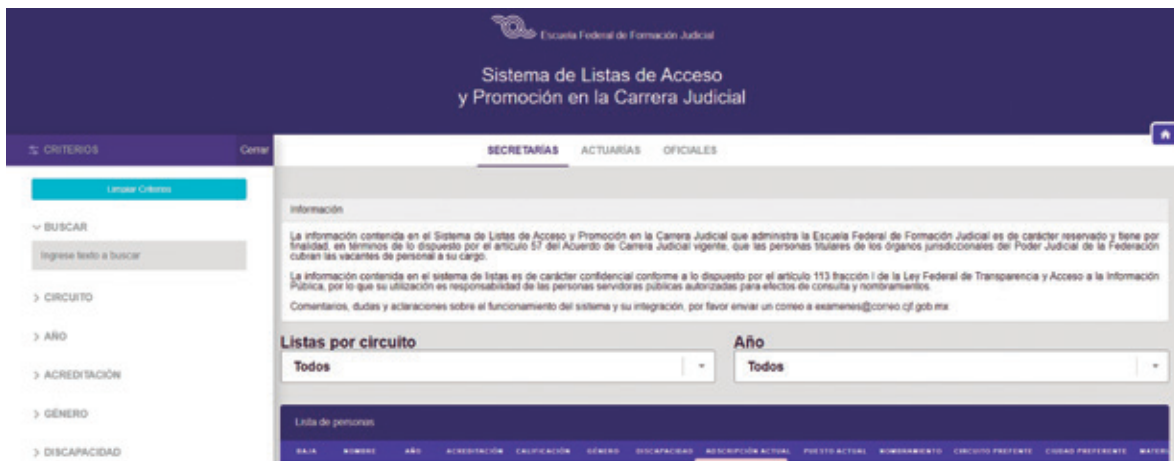 Escuela Federal de Formación Judicial
Sistema de Listas de Acceso
y Promoción en la Carrera Judicial
CRITERIOS
Cerrar
Limpiar Criterios
BUSCAR
Ingrese texto a buscar
CIRCUITO
AÑO
ACREDITACIÓN
GÉNERO
DISCAPACIDAD
SECRETARÍAS ACTUARÍAS OFICIALES
Información
La información contenida en el Sistema de Listas de Acceso y Promoción en la Carrera Judicial que administra la Escuela Federal de Formación Judicial es de carácter reservado y tiene por
finalidad, en términos de lo dispuesto por el artículo 57 del Acuerdo de Carrera Judicial vigente, que las personas titulares de los órganos jurisdiccionales del Poder Judicial de la Federación
cubran las vacantes de personal a su cargo.
La información contenida en el sistema de listas es de carácter confidencial conforme a lo dispuesto por el artículo 113 fracción I de la Ley Federal de Transparencia y Acceso a la Información
Pública, por lo que su utilización es responsabilidad de las personas servidoras públicas autorizadas para efectos de consulta y nombramientos.
Comentarios, dudas y aclaraciones sobre el funcionamiento del sistema y su integración, por favor enviar un correo a examenes@correo.cjf.gob.mx
Listas por circuito Año
Todos Todos
Lista de personas
BAJA NOMBRE AÑO ACREDITACIÓN CALIFICACIÓN GÉNERO DISCAPACIDAD ADSCRIPCIÓN ACTUAL PUESTO ACTUAL NOMBRAMIENTO CIRCUITO PREFENTE CIUDAD PREFERENTE MATERI